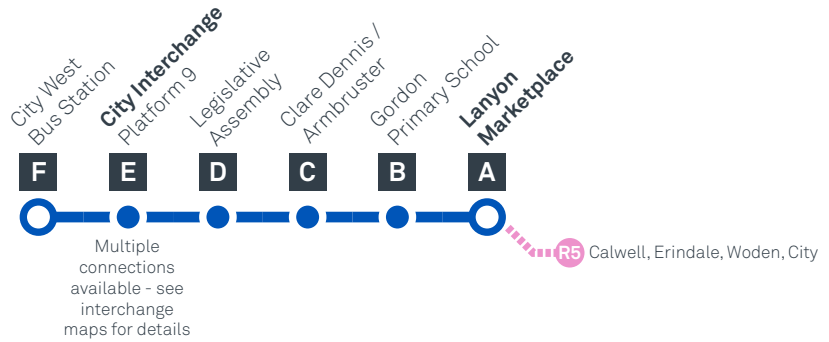 City West
Bus Station
City Interchange
Platform 9
Legislative
Assembly
Clare Dennis /
Armbruster
Gordon
Primary School
Lanyon
Marketplace
F
E
D
C
B
A
Multiple
connections
available - see
interchange
maps for details
R5 Calwell, Erindale, Woden, City